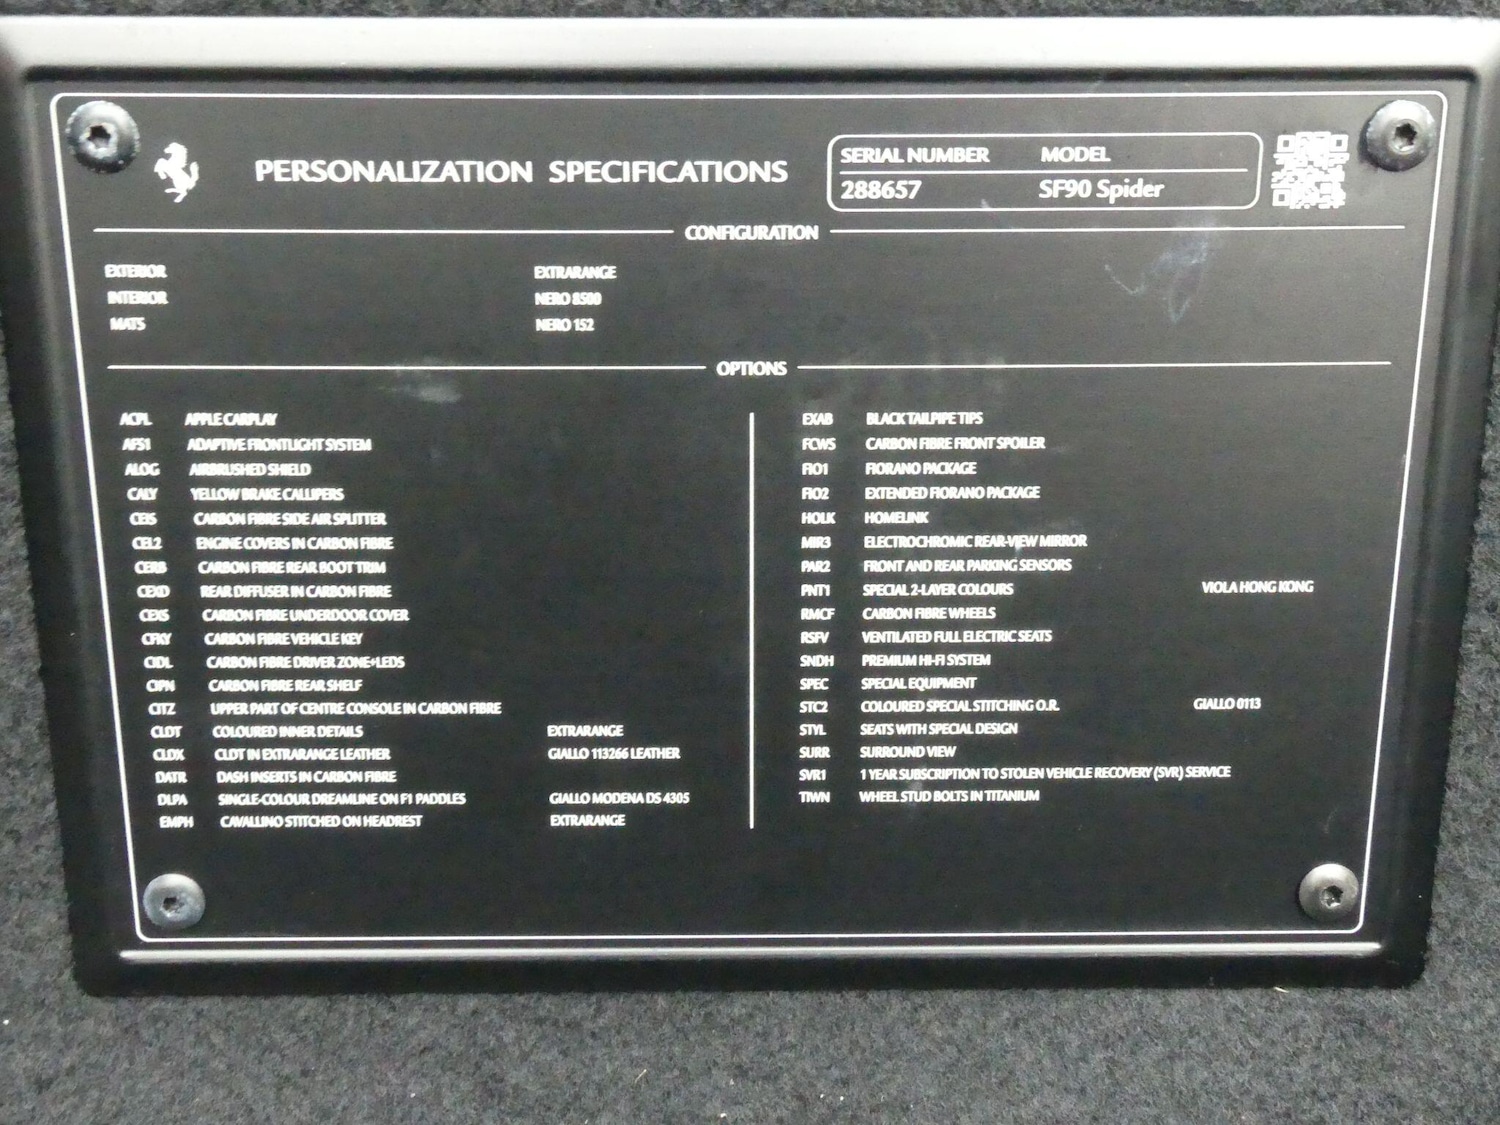 PERSONALIZATION SPECIFICATIONS
SERIAL NUMBER MODEL
288657 SF90 Spider
CONFIGURATION
EXTERIOR EXTRARANGE
INTERIOR NERO 8500
MATS NERO 152
OPTIONS
ACPL APPLE CARPLAY
AFS1 ADAPTIVE FRONTLIGHT SYSTEM
ALOG AIRBRUSHED SHIELD
CALY YELLOW BRAKE CALLIPERS
CEIS CARBON FIBRE SIDE AIR SPLITTER
CEL2 ENGINE COVERS IN CARBON FIBRE
CERB CARBON FIBRE REAR BOOT TRIM
CEXD REAR DIFFUSER IN CARBON FIBRE
CEXS CARBON FIBRE UNDERDOOR COVER
CFKY CARBON FIBRE VEHICLE KEY
CIDL CARBON FIBRE DRIVER ZONE+LEDS
CIPN CARBON FIBRE REAR SHELF
CITZ UPPER PART OF CENTRE CONSOLE IN CARBON FIBRE
CLDT COLOURED INNER DETAILS EXTRARANGE
CLDX CLDT IN EXTRARANGE LEATHER GIALLO 113266 LEATHER
DATR DASH INSERTS IN CARBON FIBRE
DLPA SINGLE-COLOUR DREAMLINE ON F1 PADDLES GIALLO MODENA DS 4305
EMPH CAVALLINO STITCHED ON HEADREST EXTRARANGE
EXAB BLACK TAILPIPE TIPS
FCWS CARBON FIBRE FRONT SPOILER
FIO1 FIORANO PACKAGE
FIO2 EXTENDED FIORANO PACKAGE
HOLK HOMELINK
MIR3 ELECTROCHROMIC REAR-VIEW MIRROR
PAR2 FRONT AND REAR PARKING SENSORS
PNT1 SPECIAL 2-LAYER COLOURS VIOLA HONG KONG
RMCF CARBON FIBRE WHEELS
RSFV VENTILATED FULL ELECTRIC SEATS
SNDH PREMIUM HI-FI SYSTEM
SPEC SPECIAL EQUIPMENT
STC2 COLOURED SPECIAL STITCHING O.R. GIALLO 0113
STYL SEATS WITH SPECIAL DESIGN
SURR SURROUND VIEW
SVR1 1 YEAR SUBSCRIPTION TO STOLEN VEHICLE RECOVERY (SVR) SERVICE
TIWN WHEEL STUD BOLTS IN TITANIUM